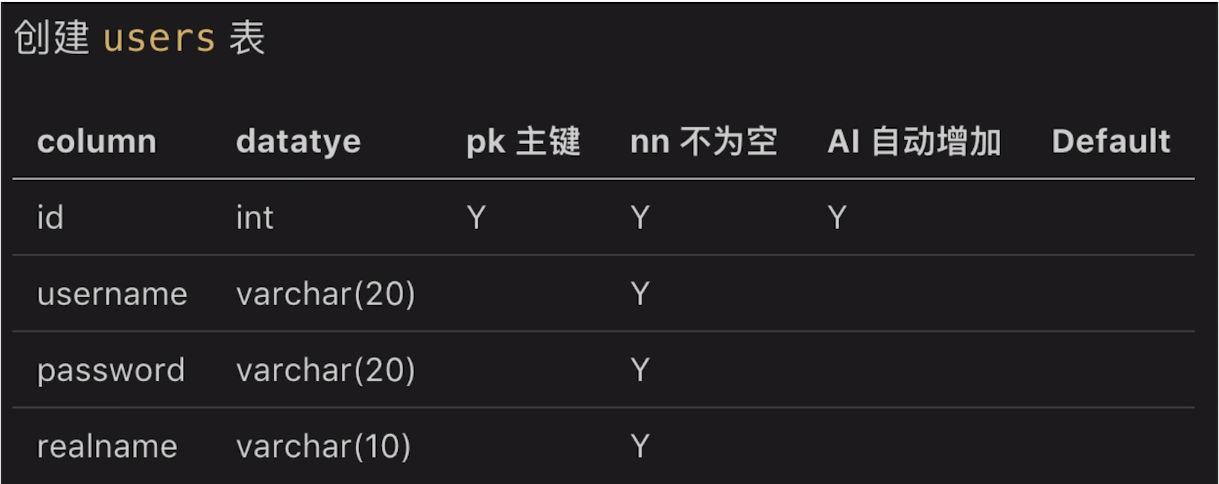 创建 users 表
column datatye pk 主键 nn 不为空 AI 自动增加 Default
id int Y Y Y
username varchar(20) Y
password varchar(20) Y
realname varchar(10) Y